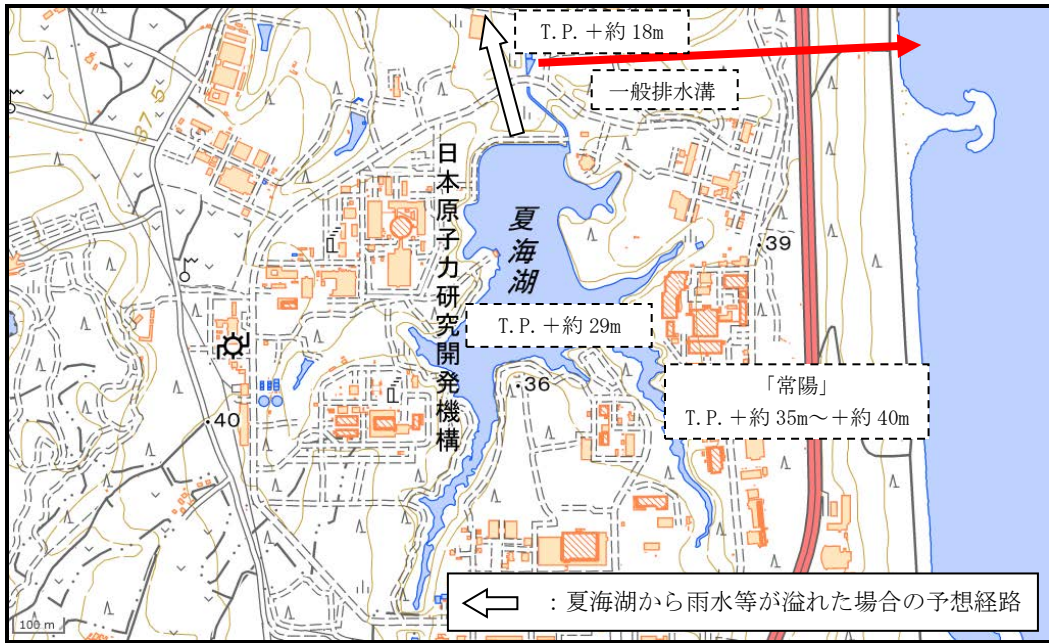 T.P.＋約 18m
一般排水溝
375
日本原子力研究開発機構
夏海湖
·39
T.P.＋約 29m
·36
「常陽」
T.P.＋約 35m～＋約 40m
·40
：夏海湖から雨水等が溢れた場合の予想経路
100 m